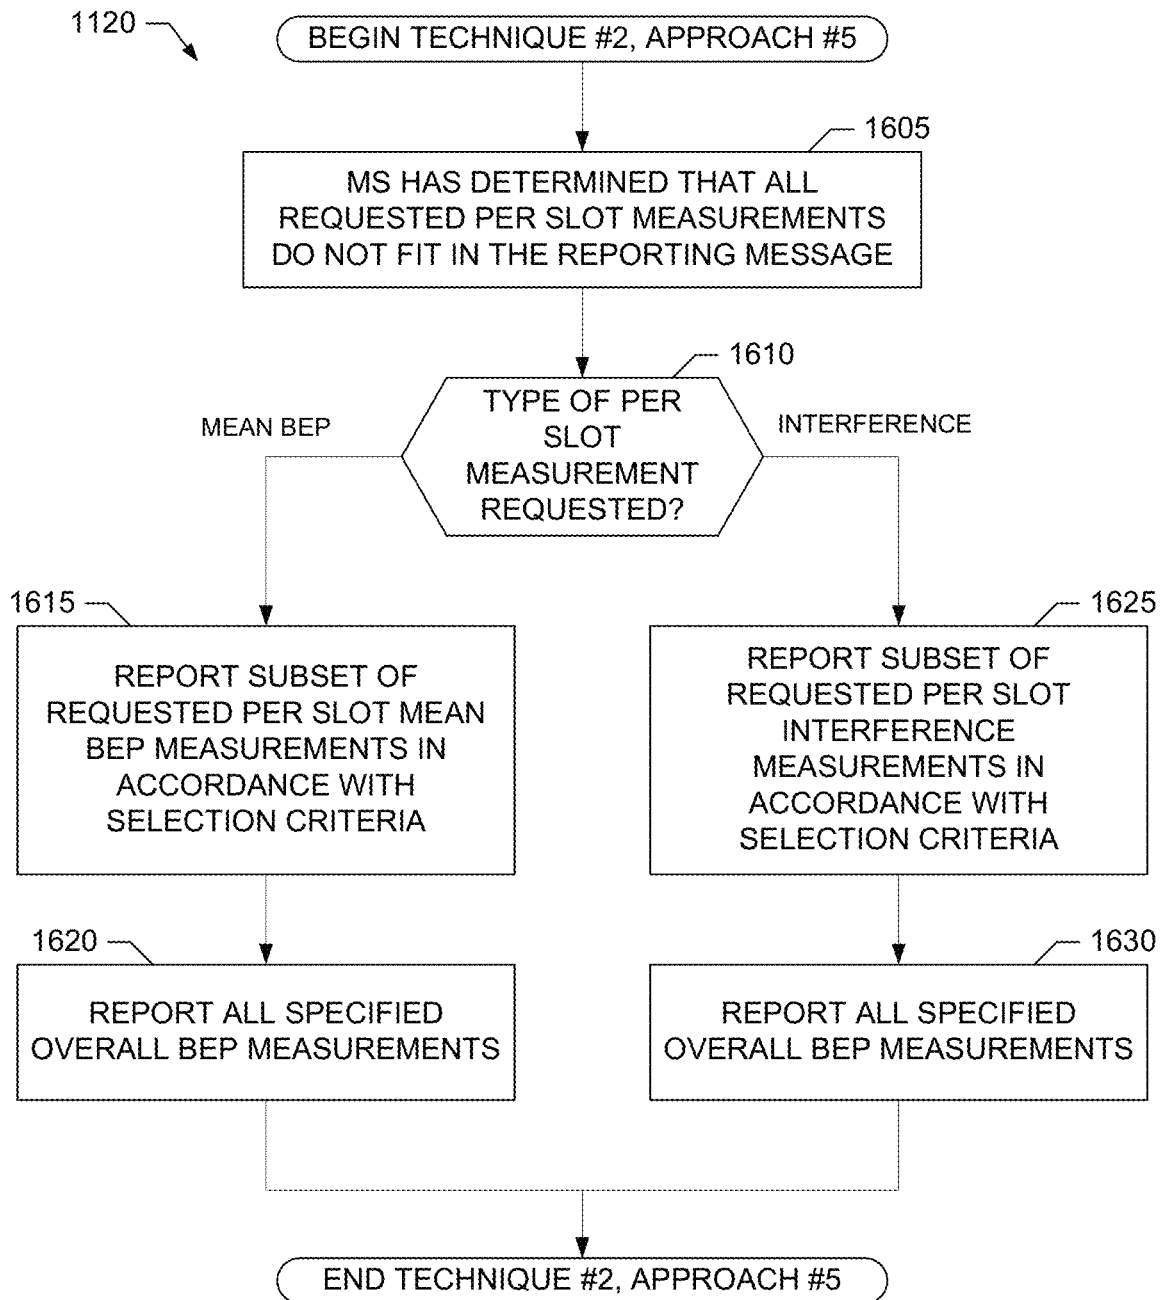 1120
BEGIN TECHNIQUE #2, APPROACH #5
1605
MS HAS DETERMINED THAT ALL
REQUESTED PER SLOT MEASUREMENTS
DO NOT FIT IN THE REPORTING MESSAGE
1610
TYPE OF PER
SLOT
MEASUREMENT
REQUESTED?
MEAN BEP
INTERFERENCE
1615
REPORT SUBSET OF
REQUESTED PER SLOT MEAN
BEP MEASUREMENTS IN
ACCORDANCE WITH
SELECTION CRITERIA
1625
REPORT SUBSET OF
REQUESTED PER SLOT
INTERFERENCE
MEASUREMENTS IN
ACCORDANCE WITH
SELECTION CRITERIA
1620
REPORT ALL SPECIFIED
OVERALL BEP MEASUREMENTS
1630
REPORT ALL SPECIFIED
OVERALL BEP MEASUREMENTS
END TECHNIQUE #2, APPROACH #5